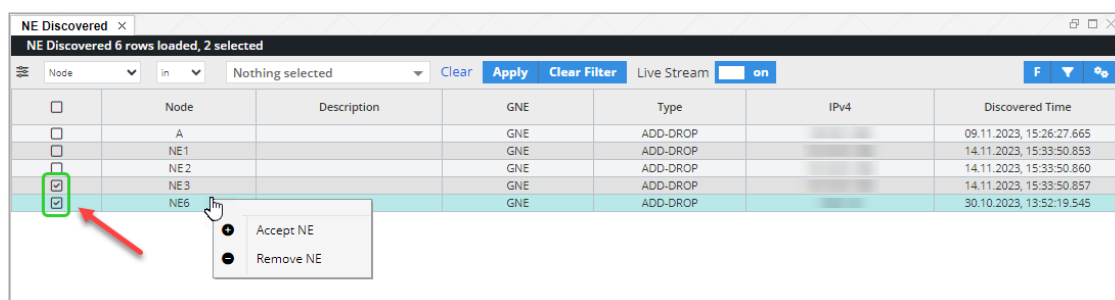 NE Discovered ×
NE Discovered 6 rows loaded, 2 selected
Node in Nothing selected Clear Apply Clear Filter Live Stream on F
Node Description GNE Type IPv4 Discovered Time
A GNE ADD-DROP 09.11.2023, 15:26:27.665
NE1 GNE ADD-DROP 14.11.2023, 15:33:50.853
NE2 GNE ADD-DROP 14.11.2023, 15:33:50.860
NE3 GNE ADD-DROP 14.11.2023, 15:33:50.857
NE6 GNE ADD-DROP 30.10.2023, 13:52:19.545
Accept NE
Remove NE